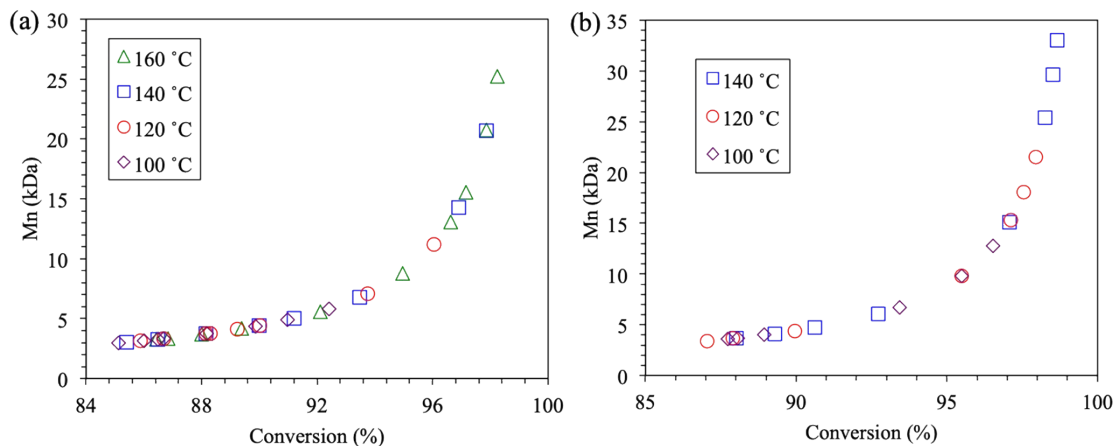 (a)
30
25
20
15
10
5
0
Mn (kDa)
160 ˚C
140 ˚C
120 ˚C
100 ˚C
84 88 92 96 100
Conversion (%)
(b)
35
30
25
20
15
10
5
0
Mn (kDa)
140 ˚C
120 ˚C
100 ˚C
85 90 95 100
Conversion (%)